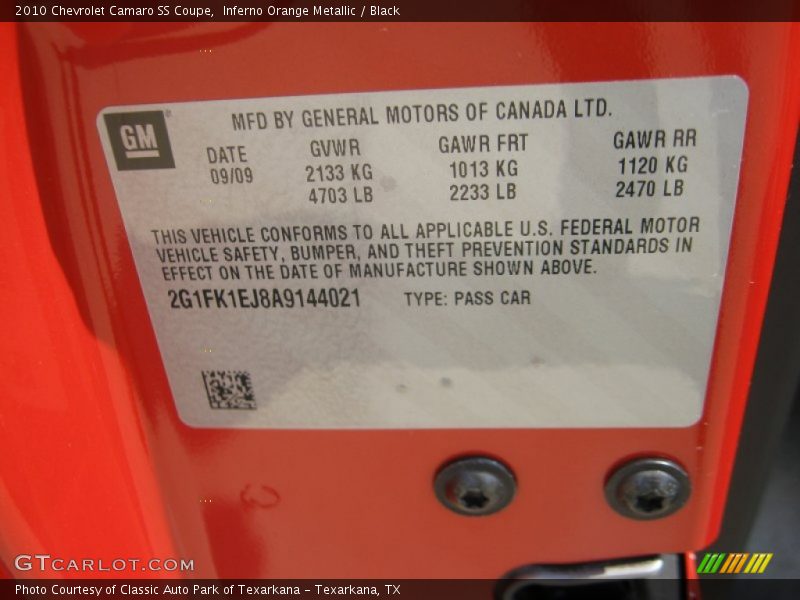 2010 Chevrolet Camaro SS Coupe,  Inferno Orange Metallic / Black
GM
MFD BY GENERAL MOTORS OF CANADA LTD.
DATE GVWR GAWR FRT GAWR RR
09/09 2133 KG 1013 KG 1120 KG
4703 LB 2233 LB 2470 LB
THIS VEHICLE CONFORMS TO ALL APPLICABLE U.S. FEDERAL MOTOR
VEHICLE SAFETY, BUMPER, AND THEFT PREVENTION STANDARDS IN
EFFECT ON THE DATE OF MANUFACTURE SHOWN ABOVE.
2G1FK1EJ8A9144021 TYPE: PASS CAR
GTCARLOT.COM
Photo Courtesy of Classic Auto Park of Texarkana - Texarkana, TX